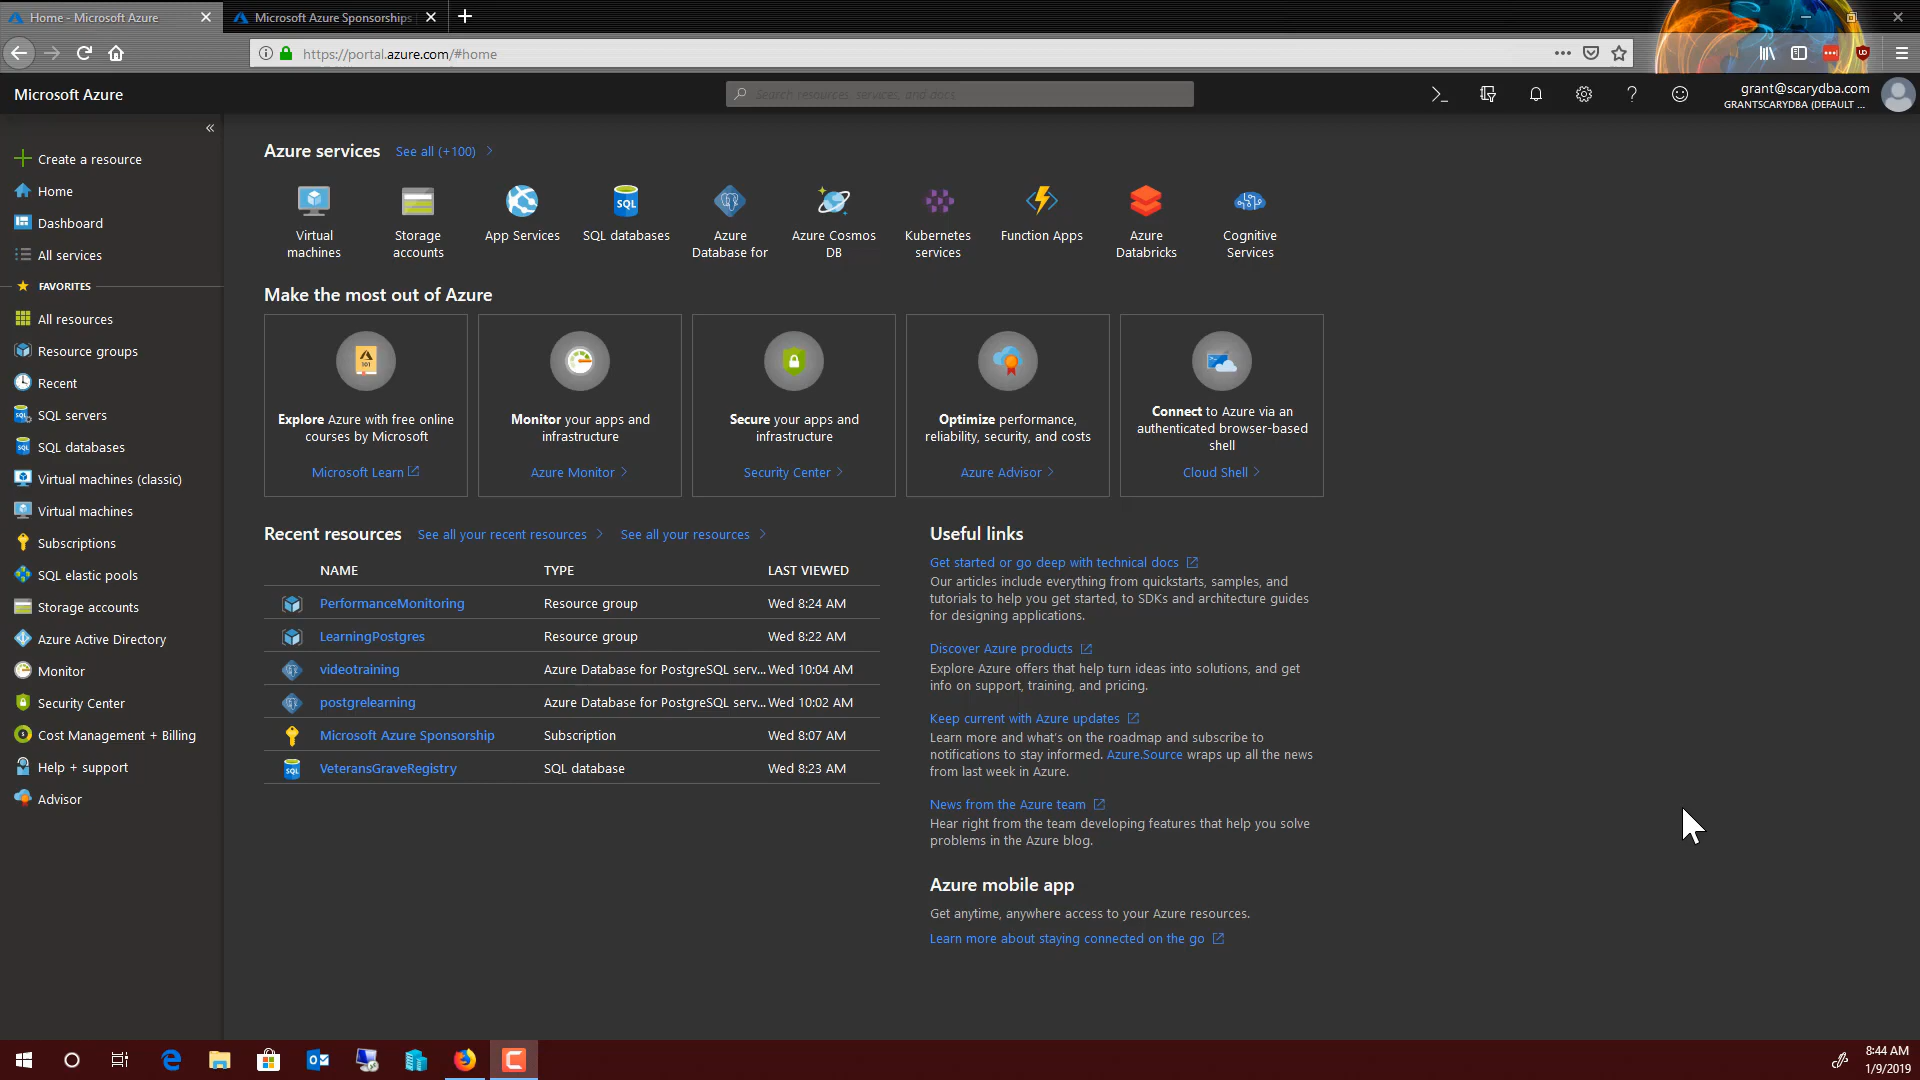 Home - Microsoft Azure
Microsoft Azure Sponsorships
https://portal.azure.com/#home
Microsoft Azure
Search resources, services, and docs
grant@scarydba.com
GRANTSCARYDBA (DEFAULT ...
Create a resource
Home
Dashboard
All services
FAVORITES
All resources
Resource groups
Recent
SQL servers
SQL databases
Virtual machines (classic)
Virtual machines
Subscriptions
SQL elastic pools
Storage accounts
Azure Active Directory
Monitor
Security Center
Cost Management + Billing
Help + support
Advisor
Azure services
See all (+100)
Virtual machines
Storage accounts
App Services
SQL databases
Azure Database for
Azure Cosmos DB
Kubernetes services
Function Apps
Azure Databricks
Cognitive Services
Make the most out of Azure
Explore Azure with free online
courses by Microsoft
Microsoft Learn
Monitor your apps and
infrastructure
Azure Monitor
Secure your apps and
infrastructure
Security Center
Optimize performance,
reliability, security, and costs
Azure Advisor
Connect to Azure via an
authenticated browser-based
shell
Cloud Shell
Recent resources
See all your recent resources
See all your resources
NAME TYPE LAST VIEWED
PerformanceMonitoring Resource group Wed 8:24 AM
LearningPostgres Resource group Wed 8:22 AM
videotraining Azure Database for PostgreSQL serv... Wed 10:04 AM
postgrelearning Azure Database for PostgreSQL serv... Wed 10:02 AM
Microsoft Azure Sponsorship Subscription Wed 8:07 AM
VeteransGraveRegistry SQL database Wed 8:23 AM
Useful links
Get started or go deep with technical docs
Our articles include everything from quickstarts, samples, and
tutorials to help you get started, to SDKs and architecture guides
for designing applications.
Discover Azure products
Explore Azure offers that help turn ideas into solutions, and get
info on support, training, and pricing.
Keep current with Azure updates
Learn more and what's on the roadmap and subscribe to
notifications to stay informed. Azure.Source wraps up all the news
from last week in Azure.
News from the Azure team
Hear right from the team developing features that help you solve
problems in the Azure blog.
Azure mobile app
Get anytime, anywhere access to your Azure resources.
Learn more about staying connected on the go
8:44 AM
1/9/2019